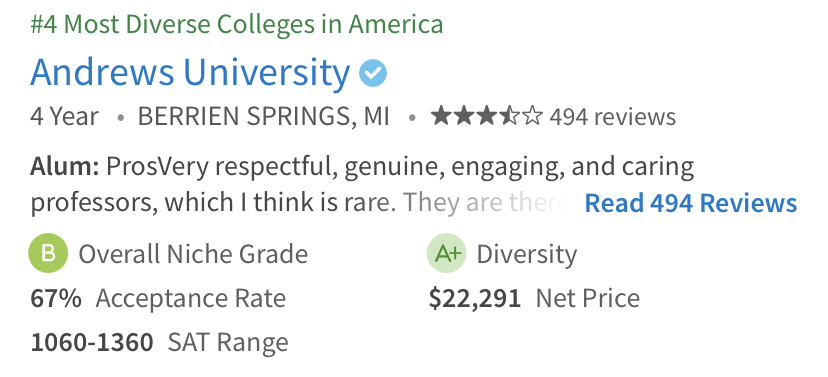 #4 Most Diverse Colleges in America
Andrews University
4 Year • BERRIEN SPRINGS, MI • 494 reviews
Alum: ProsVery respectful, genuine, engaging, and caring
professors, which I think is rare. They are there Read 494 Reviews
B Overall Niche Grade A+ Diversity
67% Acceptance Rate $22,291 Net Price
1060-1360 SAT Range